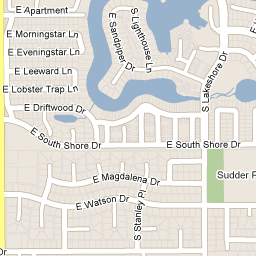 E Apartment
E Morningstar Ln
E Eveningstar Ln
E Leeward Ln
E Lobster Trap Ln
E Driftwood Dr
E Sandpiper Dr
S Lighthouse Ln
S Lakeshore Dr
E South Shore Dr
E South Shore Dr
E Magdalena Dr
Sudder
E Watson Dr
S Stanley Pl
Dr